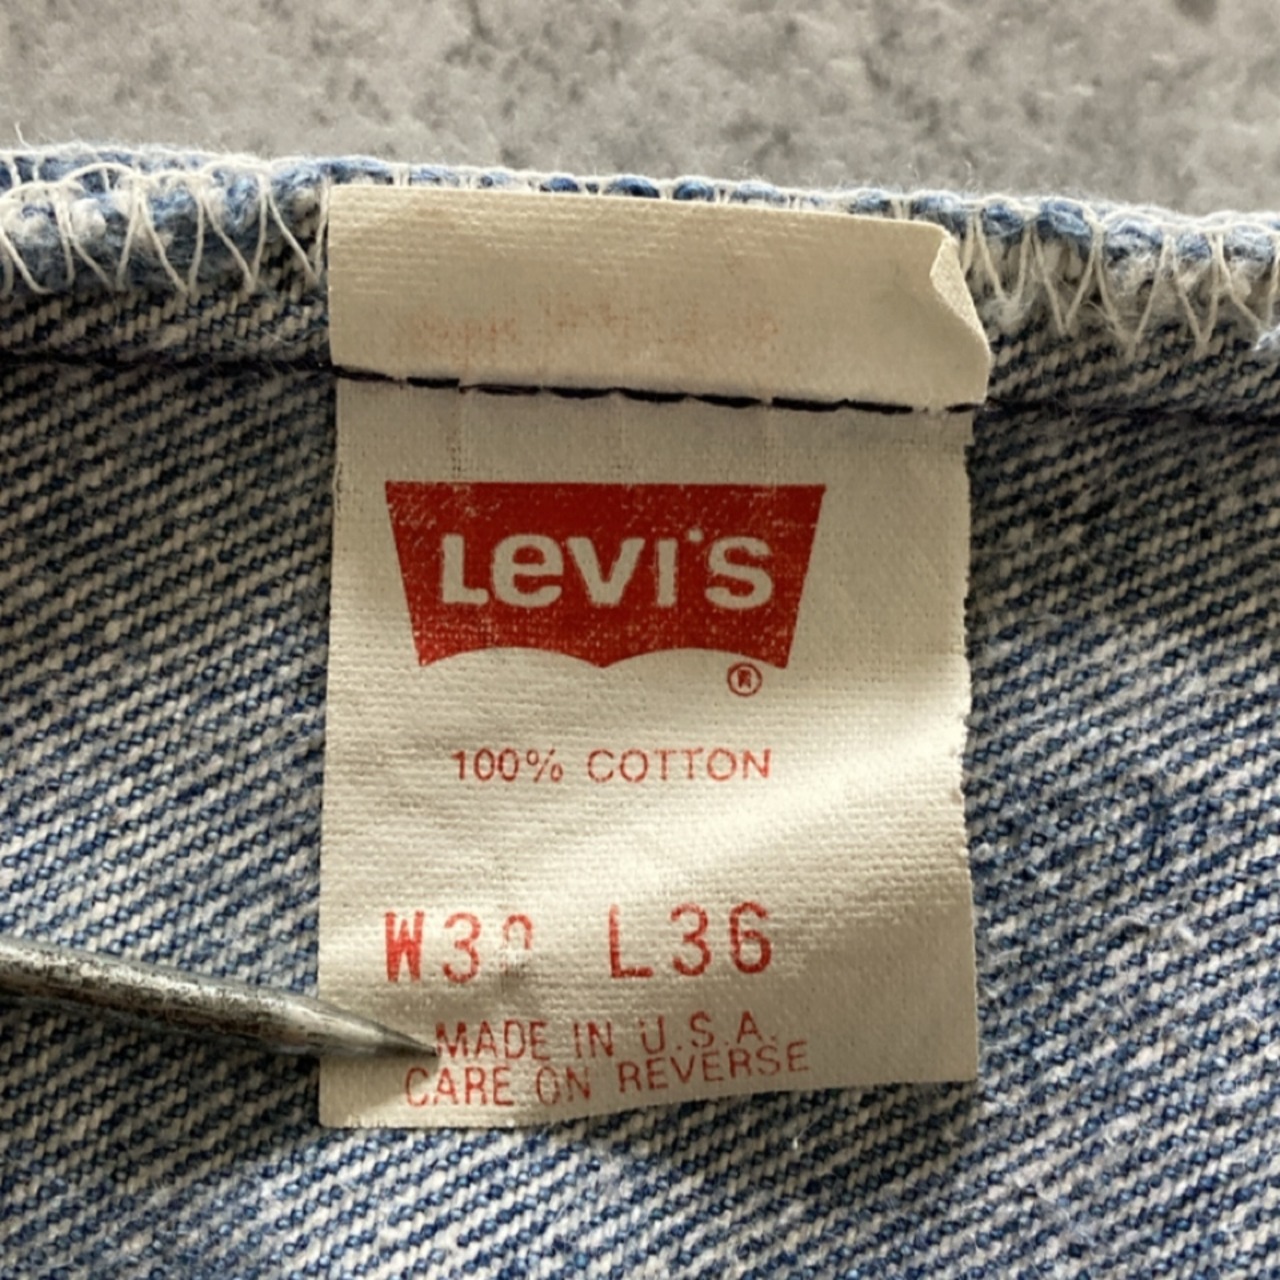 LEVI'S
®
100% COTTON
L36
MADE IN U.S.A.
CARE ON REVERSE